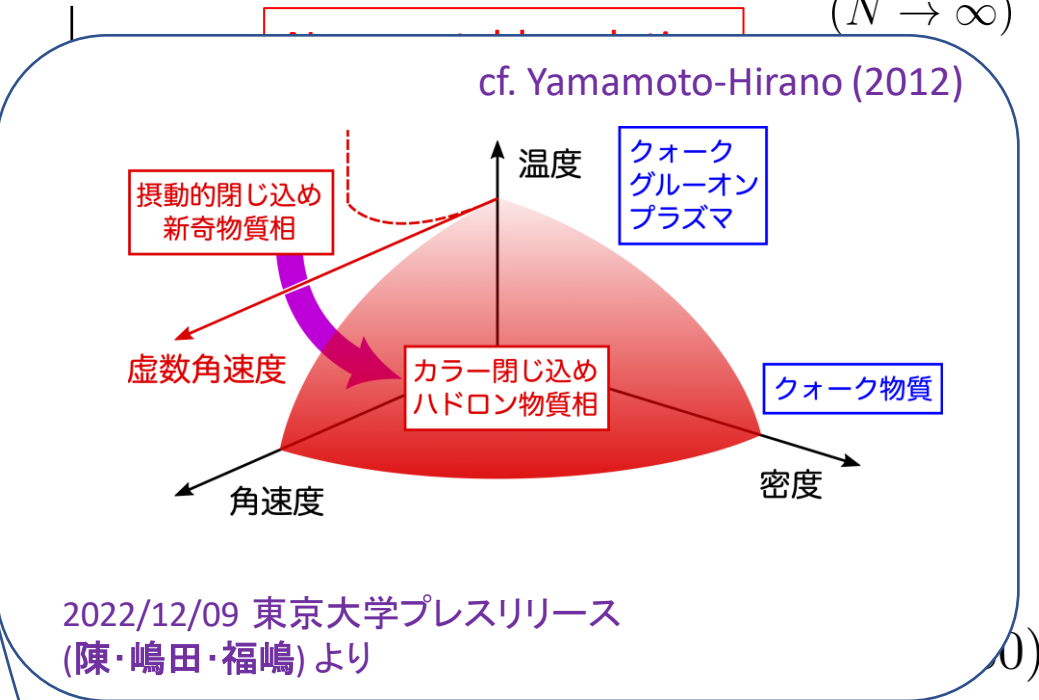 (N → ∞)
cf. Yamamoto-Hirano (2012)
温度
クォーク
グルーオン
プラズマ
摂動的閉じ込め
新奇物質相
虚数角速度
カラー閉じ込め
ハドロン物質相
クォーク物質
角速度
密度
2022/12/09 東京大学プレスリリース
(陳・嶋田・福嶋) より
0)